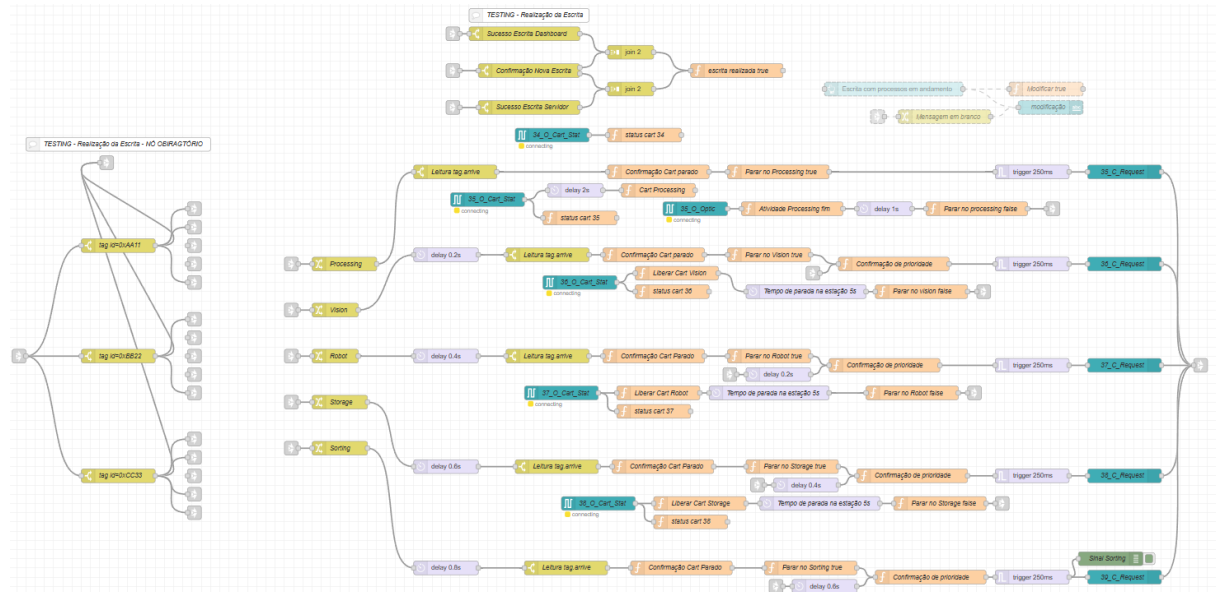 TESTING - Realização da Escrita
Sucesso Escrita Dashboard
join 2
Confirmação Nova Escrita
escrita realizada true
join 2
Sucesso Escrita Servidor
Escrita com processos em andamento
Modificar true
modificação
Mensagem em branco
34_O_Cart_Stat
connecting
status cart 34
TESTING - Realização da Escrita - NÓ OBIRAGTÓRIO
tag id=0xAA11
tag id=0xBB22
tag id=0xCC33
Processing
Vision
Robot
Storage
Sorting
Leitura tag.arrive
Confirmação Cart parado
Parar no Processing true
trigger 250ms
35_C_Request
35_O_Cart_Stat
connecting
delay 2s
Cart Processing
status cart 35
connecting
Atividade Processing fim
delay 1s
Parar no processing false
delay 0.2s
Leitura tag.arrive
Confirmação Cart parado
Parar no Vision true
Confirmação de prioridade
trigger 250ms
connecting
Liberar Cart Vision
status cart 36
Tempo de parada na estação 5s
Parar no vision false
delay 0.4s
Leitura tag.arrive
Confirmação Cart Parado
Parar no Robot true
delay 0.2s
Confirmação de prioridade
trigger 250ms
37_C_Request
37_O_Cart_Stat
connecting
Liberar Cart Robot
status cart 37
Tempo de parada na estação 5s
Parar no Robot false
delay 0.6s
Leitura tag.arrive
Confirmação Cart Parado
Parar no Storage true
delay 0.4s
Confirmação de prioridade
trigger 250ms
connecting
Liberar Cart Storage
Tempo de parada na estação 5s
Parar no Storage false
delay 0.8s
Leitura tag.arrive
Confirmação Cart Parado
Parar no Sorting true
delay 0.6s
Confirmação de prioridade
trigger 250ms
Sinal Sorting
39_C_Request